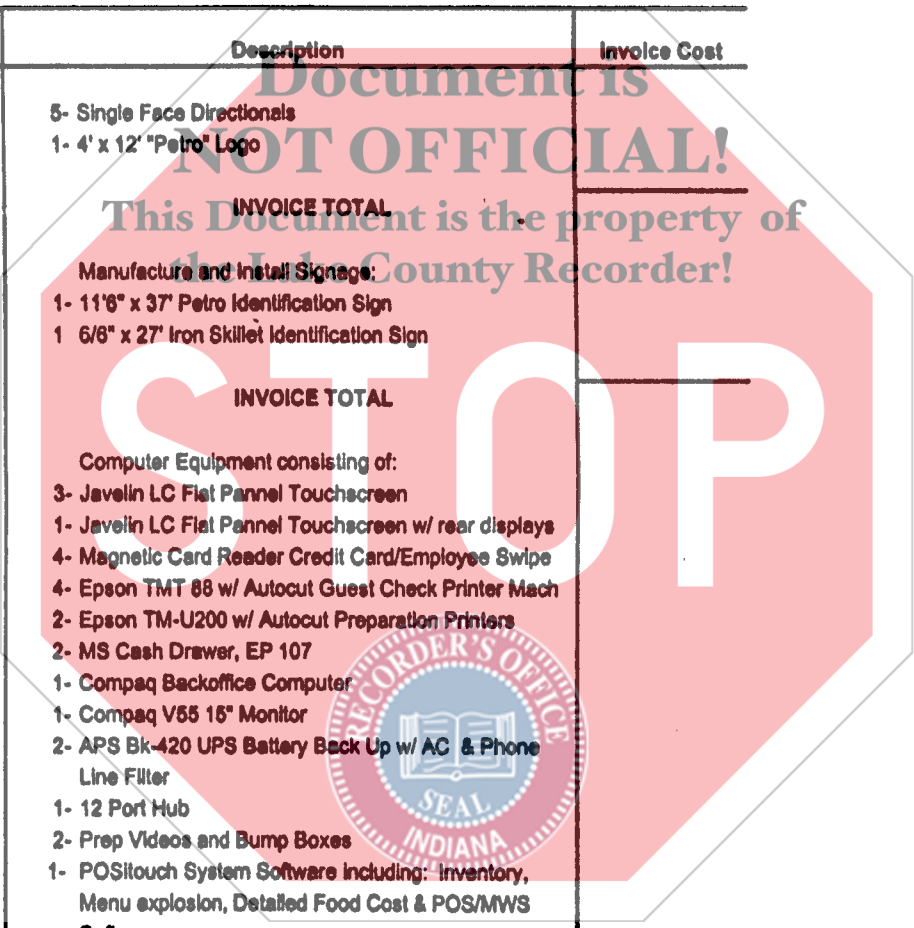 Description Invoice Cost
Document is
5- Single Face Directionals
NOT OFFICIAL!
1- 4' x 12' "Petro" Logo
This Document is the property of
INVOICE TOTAL
the Lake County Recorder!
Manufacture and Install Signage:
1- 11'6" x 37' Petro Identification Sign
1 6/6" x 27' Iron Skillet Identification Sign
STOP
INVOICE TOTAL
Computer Equipment consisting of:
3- Javelin LC Flat Pannel Touchscreen
1- Javelin LC Flat Pannel Touchscreen w/ rear displays
4- Magnetic Card Reader Credit Card/Employee Swipe
4- Epson TMT 88 w/ Autocut Guest Check Printer Mach
2- Epson TM-U200 w/ Autocut Preparation Printers
2- MS Cash Drawer, EP 107
1- Compaq Backoffice Computer
1- Compaq V55 15" Monitor
2- APS Bk-420 UPS Battery Back Up w/ AC & Phone
Line Filter
1- 12 Port Hub
2- Prep Videos and Bump Boxes
1- POSitouch System Software including: Inventory,
Menu explosion, Detailed Food Cost & POS/MWS
RECORDER'S OFFICE
SEAL
INDIANA